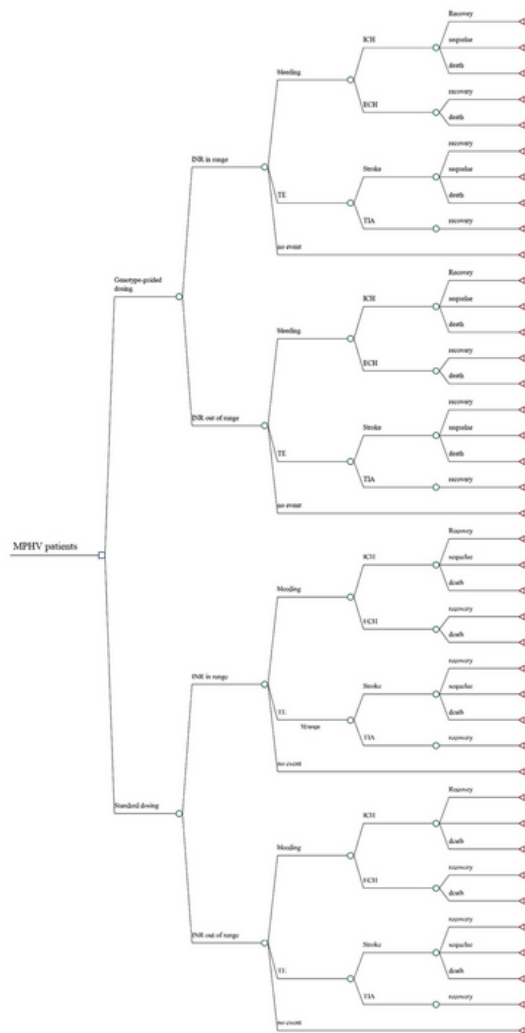 Recovey
ICH
sequelae
bleeding
death
ECH
recovery
death
INR in range
recovery
Stroke
sequelae
TE
death
TIA
recovery
no event
Genotype-guided
dosing
Recovey
ICH
sequelae
bleeding
death
ECH
recovery
death
INR out of range
recovery
Stroke
sequelae
TE
death
TIA
recovery
no event
MPHV patients
Recovey
ICH
sequelae
bleeding
death
ECH
recovery
death
INR in range
recovery
Stroke
sequelae
TE
death
TIA
recovery
no event
Standard dosing
Recovey
ICH
bleeding
death
ECH
recovery
death
INR out of range
recovery
Stroke
sequelae
TE
death
TIA
recovery
no event